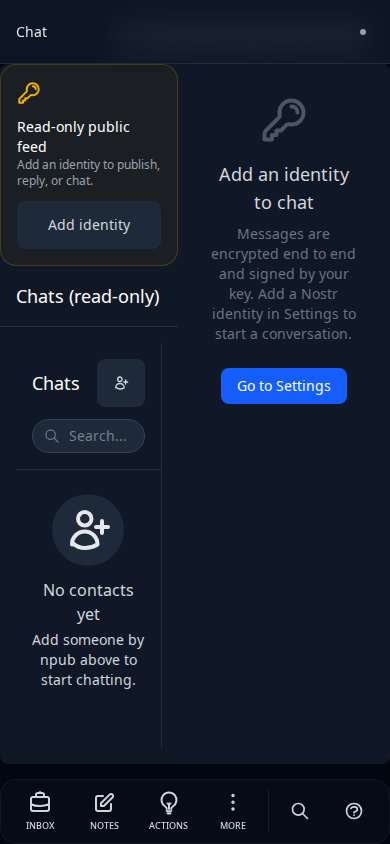 Chat
Read-only public
feed
Add an identity to publish,
reply, or chat.
Add identity
Chats (read-only)
Chats
Search...
No contacts
yet
Add someone by
npub above to
start chatting.
Add an identity
to chat
Messages are
encrypted end to end
and signed by your
key. Add a Nostr
identity in Settings to
start a conversation.
Go to Settings
INBOX
NOTES
ACTIONS
MORE